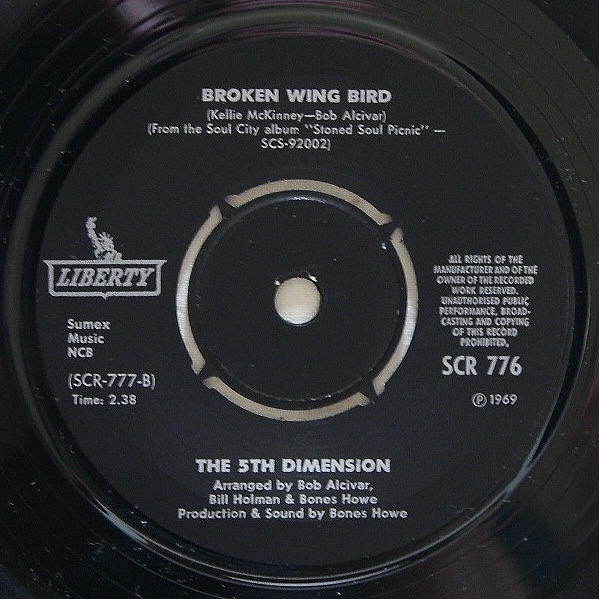 BROKEN WING BIRD
(Kellie McKinney—Bob Alcivar)
(From the Soul City album "Stoned Soul Picnic" —
SCS-92002)
LIBERTY
Sumex
Music
NCB
(SCR-777-B)
Time: 2.38
ALL RIGHTS OF THE
MANUFACTURER AND OF THE
OWNER OF THE RECORDED
WORK RESERVED.
UNAUTHORISED PUBLIC
PERFORMANCE, BROAD-
CASTING AND COPYING
OF THIS RECORD
PROHIBITED.
SCR 776
℗ 1969
THE 5TH DIMENSION
Arranged by Bob Alcivar,
Bill Holman & Bones Howe
Production & Sound by Bones Howe